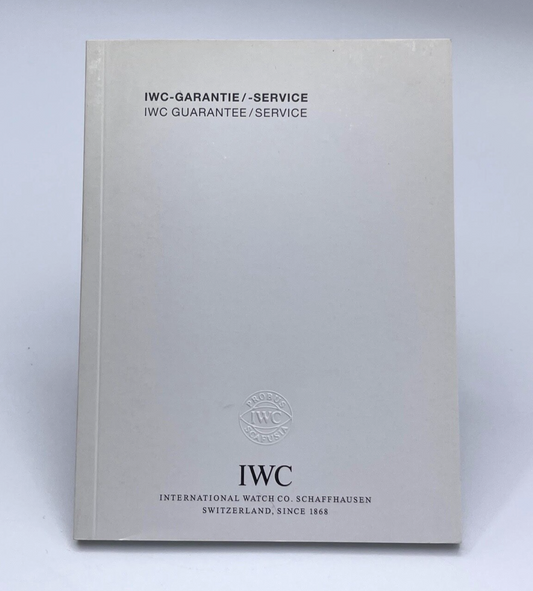 IWC-GARANTIE/-SERVICE
IWC GUARANTEE/SERVICE
PROBUS
IWC
SCAFUSIA
IWC
INTERNATIONAL WATCH CO. SCHAFFHAUSEN
SWITZERLAND, SINCE 1868